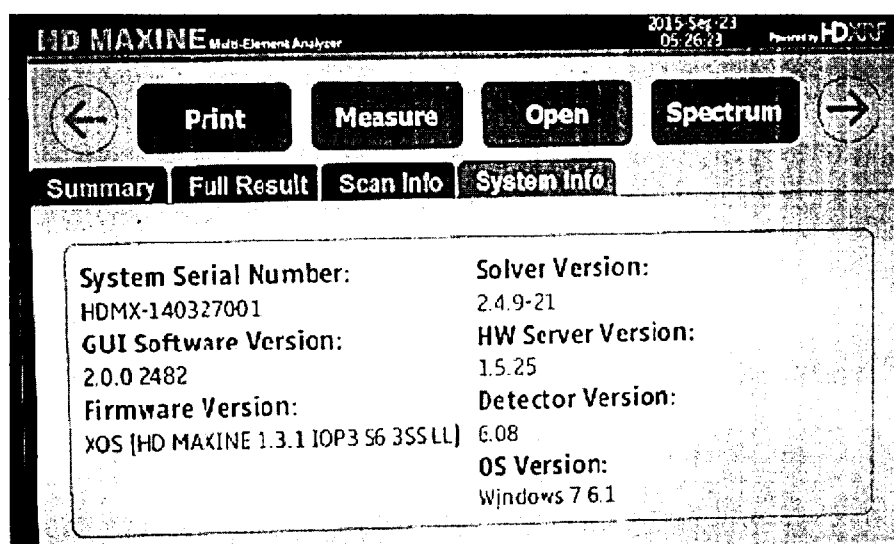 HD MAXINE Multi-Element Analyzer
2015-Sep-23
05:26:23
Powered by HDXRF
Print
Measure
Open
Spectrum
Summary
Full Result
Scan Info
System Info
System Serial Number:
HDMX-140327001
GUI Software Version:
2.0.0 2482
Firmware Version:
XOS [HD MAXINE 1.3.1 IOP3 S6 3SS LL]
Solver Version:
2.4.9-21
HW Server Version:
1.5.25
Detector Version:
6.08
OS Version:
Windows 7 6.1